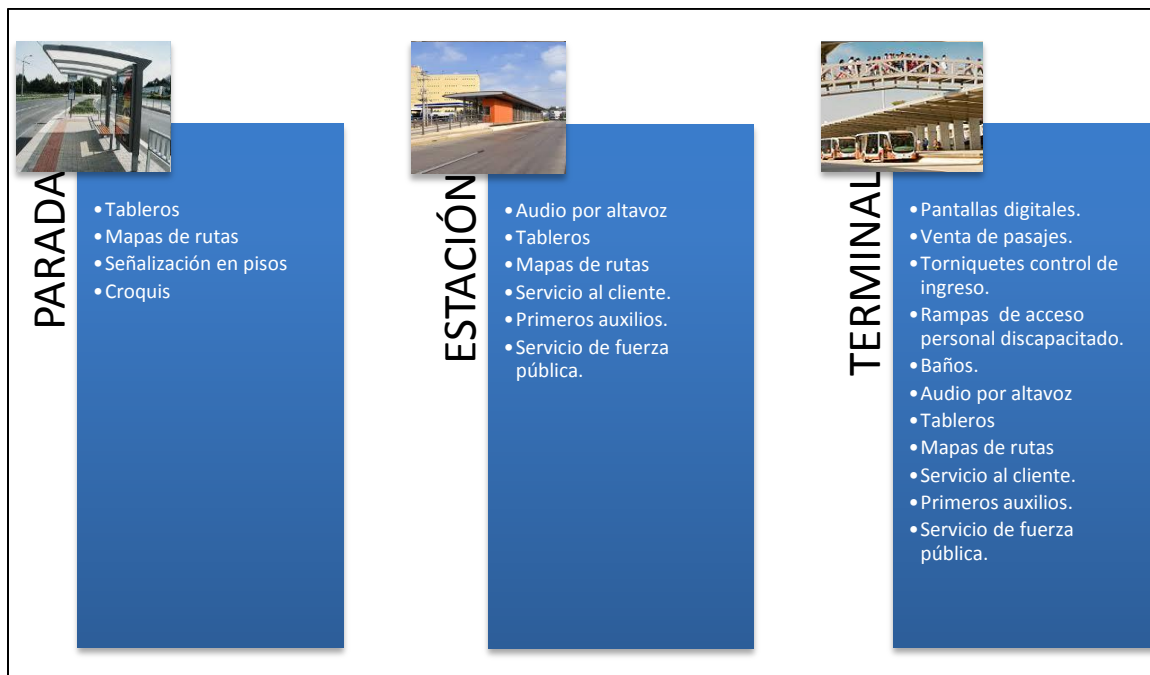 PARADA
•Tableros
•Mapas de rutas
•Señalización en pisos
•Croquis
ESTACIÓN
•Audio por altavoz
•Tableros
•Mapas de rutas
•Servicio al cliente.
•Primeros auxilios.
•Servicio de fuerza
pública.
TERMINAL
•Pantallas digitales.
•Venta de pasajes.
•Torniquetes control de
ingreso.
•Rampas  de acceso
personal discapacitado.
•Baños.
•Audio por altavoz
•Tableros
•Mapas de rutas
•Servicio al cliente.
•Primeros auxilios.
•Servicio de fuerza
pública.